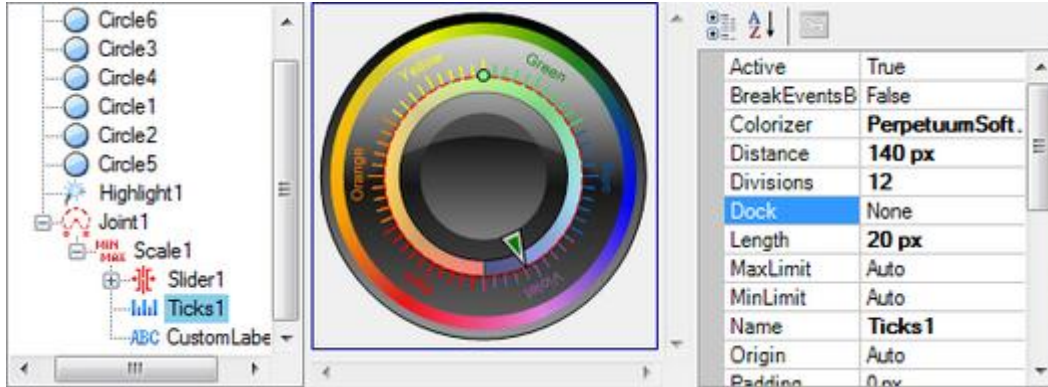 Circle6
Circle3
Circle4
Circle1
Circle2
Circle5
Highlight1
Joint1
MIN
MAX
Scale1
Slider1
Ticks1
ABC CustomLabe
Yellow
Green
Orange
Blue
Red
Violet
A
Z
Active True
BreakEventsB False
Colorizer PerpetuumSoft.
Distance 140 px
Divisions 12
Dock None
Length 20 px
MaxLimit Auto
MinLimit Auto
Name Ticks1
Origin Auto
Padding 0 px